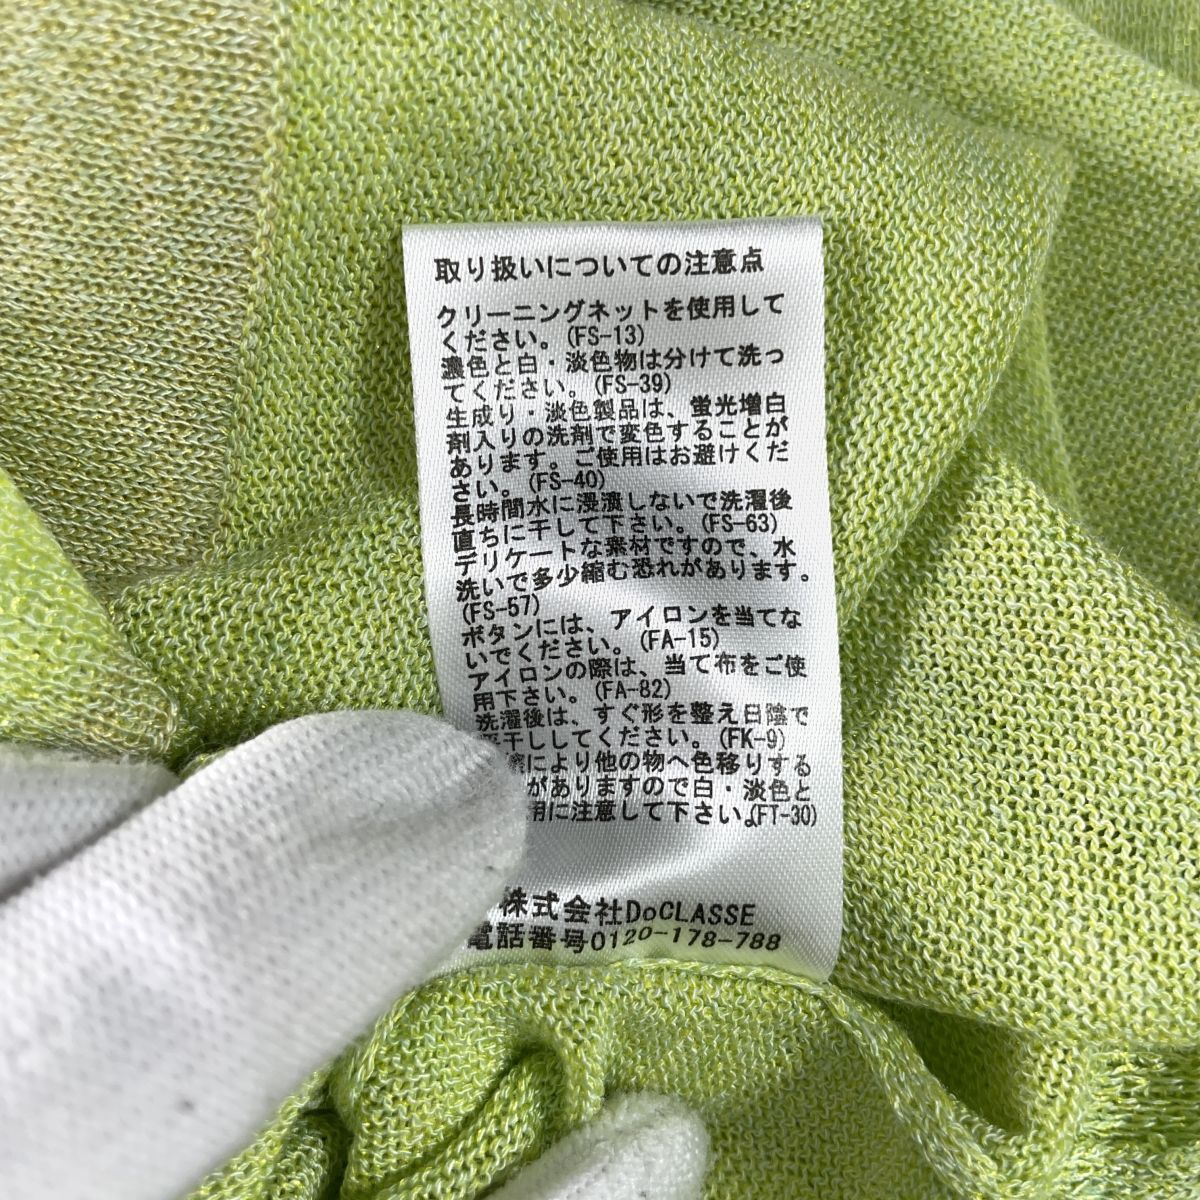 取り扱いについての注意点
クリーニングネットを使用して
ください。(FS-13)
濃色と白・淡色物は分けて洗っ
てください。(FS-39)
生成り・淡色製品は、蛍光増白
剤入りの洗剤で変色することが
あります。ご使用はお避けくだ
さい。(FS-40)
長時間水に浸漬しないで洗濯後
直ちに干して下さい。(FS-63)
デリケートな素材ですので、水
洗いで多少縮む恐れがあります。
(FS-57)
ボタンには、アイロンを当てな
いでください。(FA-15)
アイロンの際は、当て布をご使
用下さい。(FA-82)
洗濯後は、すぐ形を整え日陰で
平干ししてください。(FK-9)
により他の物へ色移りする
がありますので白・淡色と
用に注意して下さい。(FT-30)
株式会社DoCLASSE
電話番号0120-178-788